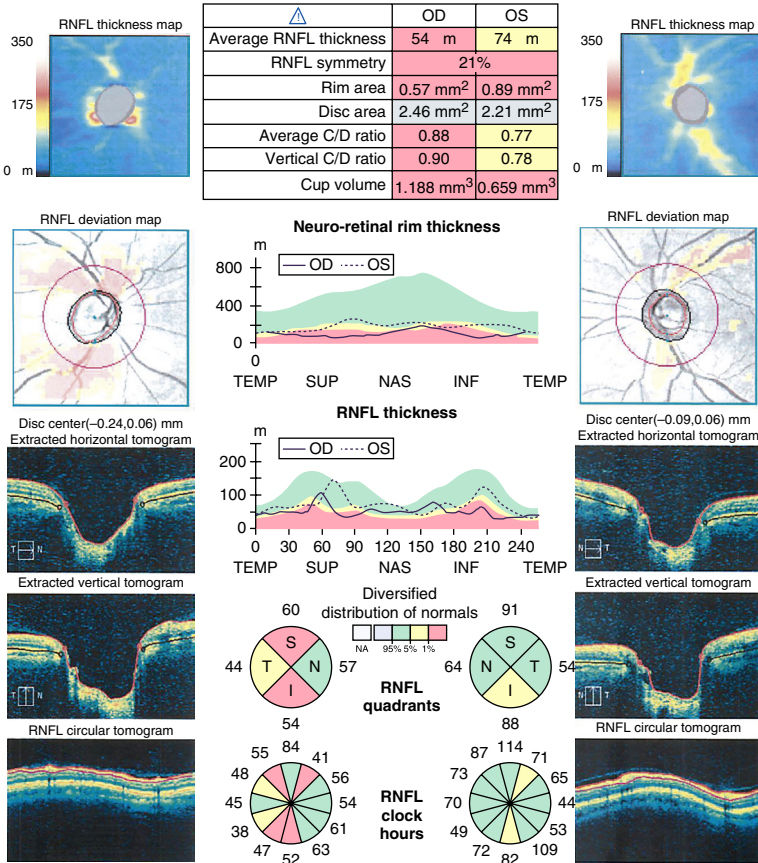 RNFL thickness map
350
175
0 m
OD OS
Average RNFL thickness 54 m 74 m
RNFL symmetry 21%
Rim area 0.57 mm² 0.89 mm²
Disc area 2.46 mm² 2.21 mm²
Average C/D ratio 0.88 0.77
Vertical C/D ratio 0.90 0.78
Cup volume 1.188 mm³ 0.659 mm³
RNFL thickness map
350
175
0 m
RNFL deviation map
Neuro-retinal rim thickness
m
OD OS
800
400
0
0
TEMP SUP NAS INF TEMP
RNFL deviation map
Disc center(−0.24,0.06) mm
Extracted horizontal tomogram
T N
RNFL thickness
m
OD OS
200
100
0
0 30 60 90 120 150 180 210 240
TEMP SUP NAS INF TEMP
Disc center(−0.09,0.06) mm
Extracted horizontal tomogram
T N
Extracted vertical tomogram
T N
Diversified
distribution of normals
NA 95% 5% 1%
60
S
44 T N 57
I
54
RNFL
quadrants
91
S
64 N T 54
I
88
Extracted vertical tomogram
T N
RNFL circular tomogram
84
55 41
48 56
45 54
38 61
47 63
52
RNFL
clock
hours
114
87 71
73 65
70 44
49 53
72 109
82
RNFL circular tomogram